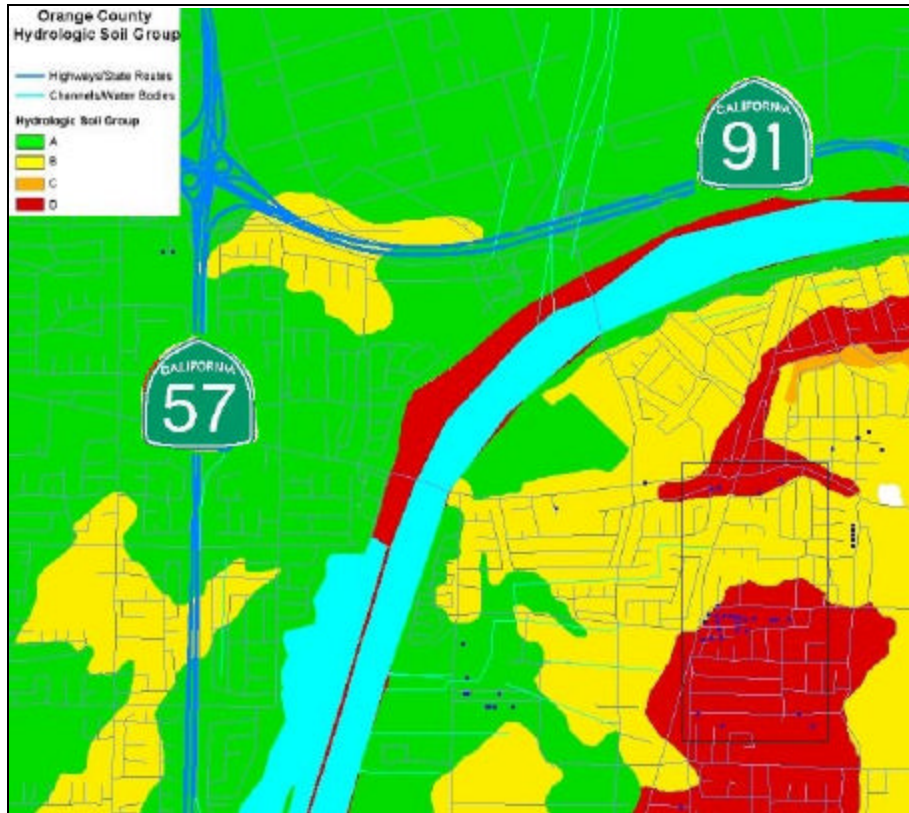 Orange County
Hydrologic Soil Group
Highways/State Routes
Channels/Water Bodies
Hydrologic Soil Group
A
B
C
D
CALIFORNIA
91
CALIFORNIA
57